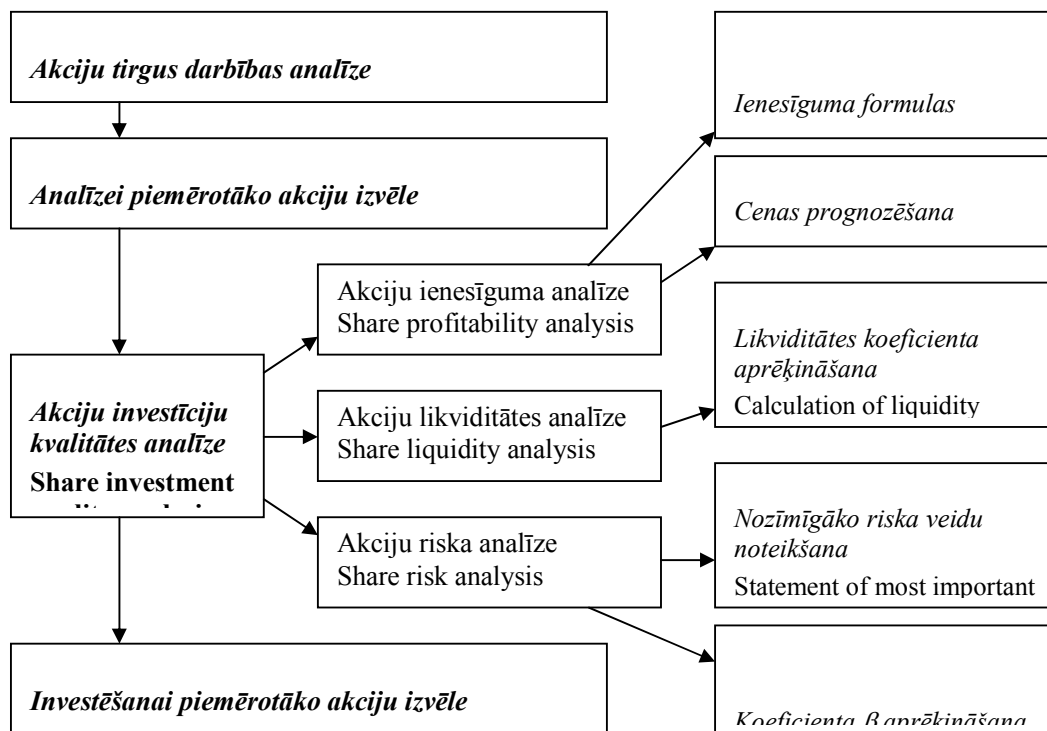 Akciju tirgus darbības analīze
Analīzei piemērotāko akciju izvēle
Akciju investīciju
kvalitātes analīze
Share investment
Investēšanai piemērotāko akciju izvēle
Akciju ienesīguma analīze
Share profitability analysis
Akciju likviditātes analīze
Share liquidity analysis
Akciju riska analīze
Share risk analysis
Ienesīguma formulas
Cenas prognozēšana
Likviditātes koeficienta
aprēķināšana
Calculation of liquidity
Nozīmīgāko riska veidu
noteikšana
Statement of most important
Koeficienta β aprēķināšana